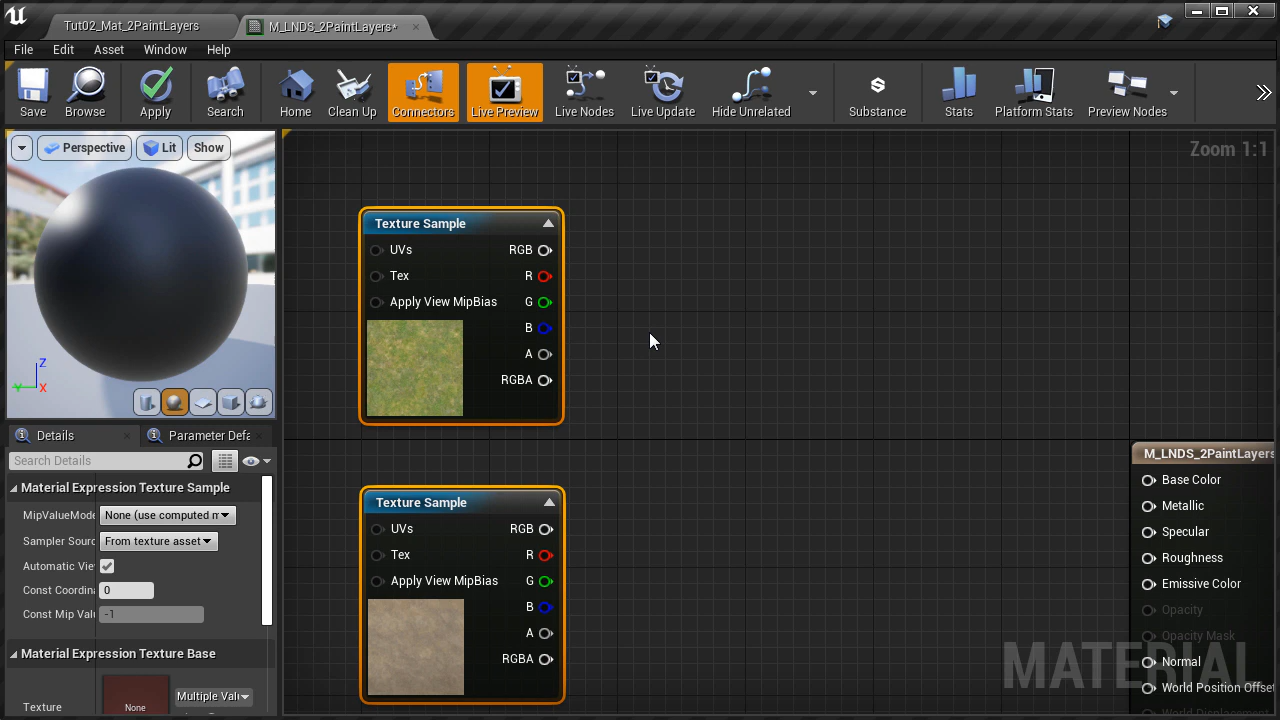 Tut02_Mat_2PaintLayers
M_LNDS_2PaintLayers*
File Edit Asset Window Help
Save Browse Apply Search Home Clean Up Connectors Live Preview Live Nodes Live Update Hide Unrelated Substance Stats Platform Stats Preview Nodes
Perspective Lit Show
Zoom 1:1
Z
Y
X
Texture Sample
UVs RGB
Tex R
Apply View MipBias G
B
A
RGBA
Texture Sample
UVs RGB
Tex R
Apply View MipBias G
B
A
RGBA
M_LNDS_2PaintLayers
Base Color
Metallic
Specular
Roughness
Emissive Color
Opacity
Opacity Mask
Normal
World Position Offset
World Displacement
MATERIAL
Details Parameter Defa
Search Details
Material Expression Texture Sample
MipValueMode None (use computed m
Sampler Sourc From texture asset
Automatic Vie
Const Coordina 0
Const Mip Valu -1
Material Expression Texture Base
Texture None Multiple Valu